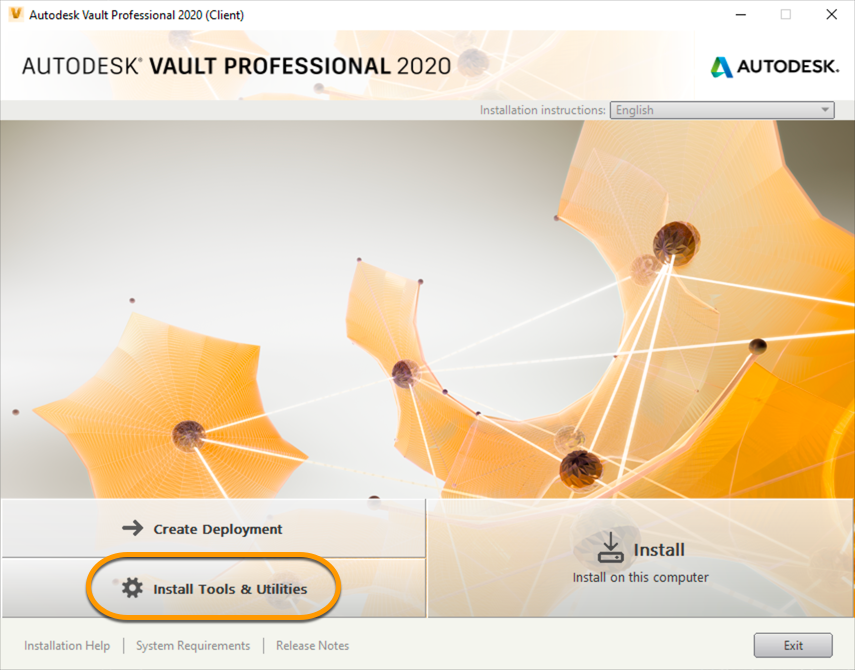 Autodesk Vault Professional 2020 (Client)
AUTODESK® VAULT PROFESSIONAL 2020
AUTODESK.
Installation instructions: English
Create Deployment
Install Tools & Utilities
Install
Install on this computer
Installation Help | System Requirements | Release Notes
Exit